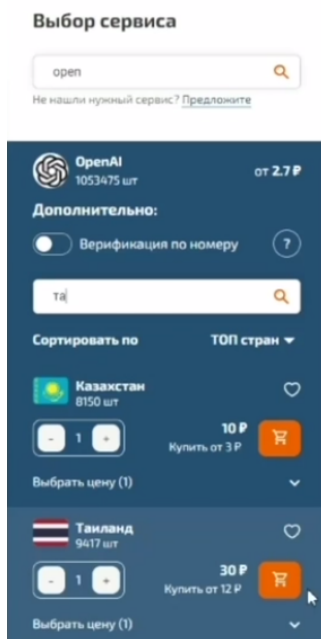 Выбор сервиса
open
Не нашли нужный сервис? Предложите
OpenAI
1053475 шт
от 2.7 ₽
Дополнительно:
Верификация по номеру ?
та
Сортировать по ТОП стран
Казахстан
8150 шт
- 1 +
10 ₽
Купить от 3 ₽
Выбрать цену (1)
Таиланд
9417 шт
- 1 +
30 ₽
Купить от 12 ₽
Выбрать цену (1)